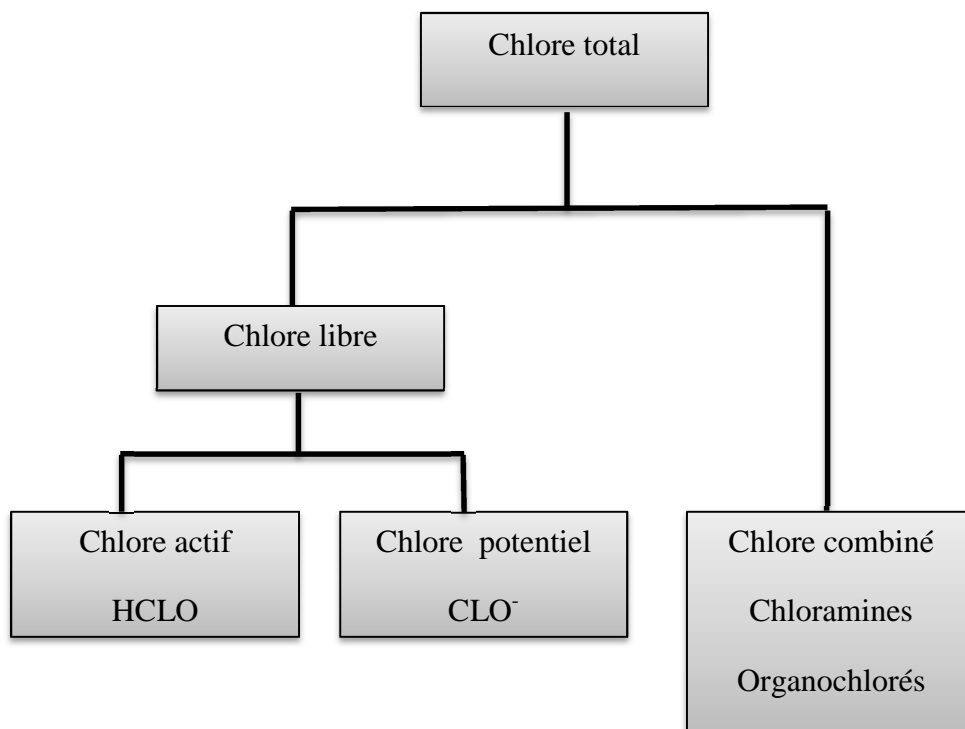 Chlore total
Chlore libre
Chlore actif
HCLO
Chlore potentiel
CLO⁻
Chlore combiné
Chloramines
Organochlorés